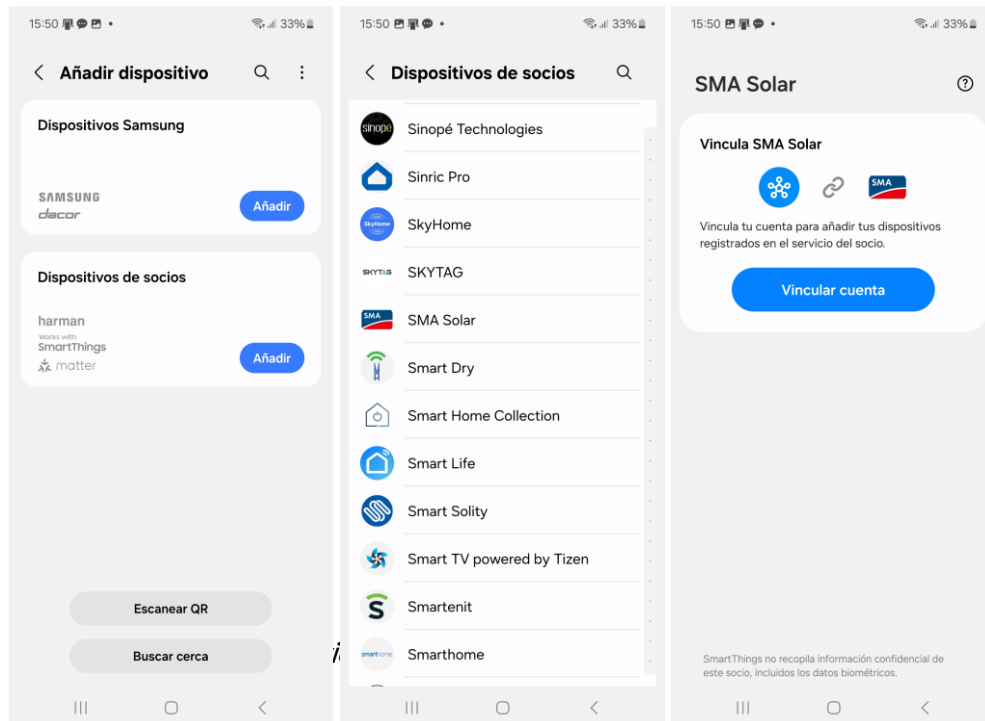 15:50
33%
Añadir dispositivo
Dispositivos Samsung
SAMSUNG
dacor
Añadir
Dispositivos de socios
harman
Works with
SmartThings
matter
Añadir
Escanear QR
Buscar cerca
15:50
33%
Dispositivos de socios
sinopé
Sinopé Technologies
Sinric Pro
SkyHome
SkyHome
SKYTAG
SKYTAG
SMA
SMA Solar
Smart Dry
Smart Home Collection
Smart Life
Smart Solity
Smart TV powered by Tizen
Smartenit
smarthome
Smarthome
15:50
33%
SMA Solar
Vincula SMA Solar
SMA
Vincula tu cuenta para añadir tus dispositivos
registrados en el servicio del socio.
Vincular cuenta
SmartThings no recopila información confidencial de
este socio, incluidos los datos biométricos.